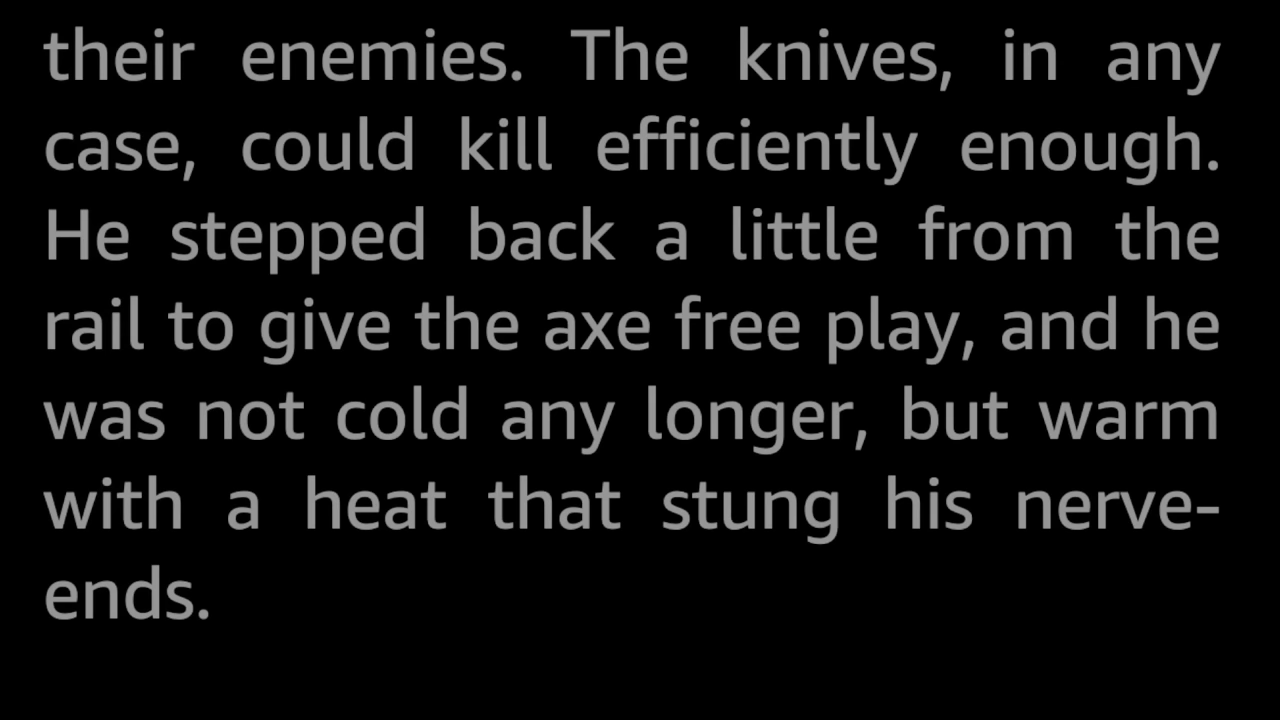 their enemies. The knives, in any
case, could kill efficiently enough.
He stepped back a little from the
rail to give the axe free play, and he
was not cold any longer, but warm
with a heat that stung his nerve-
ends.